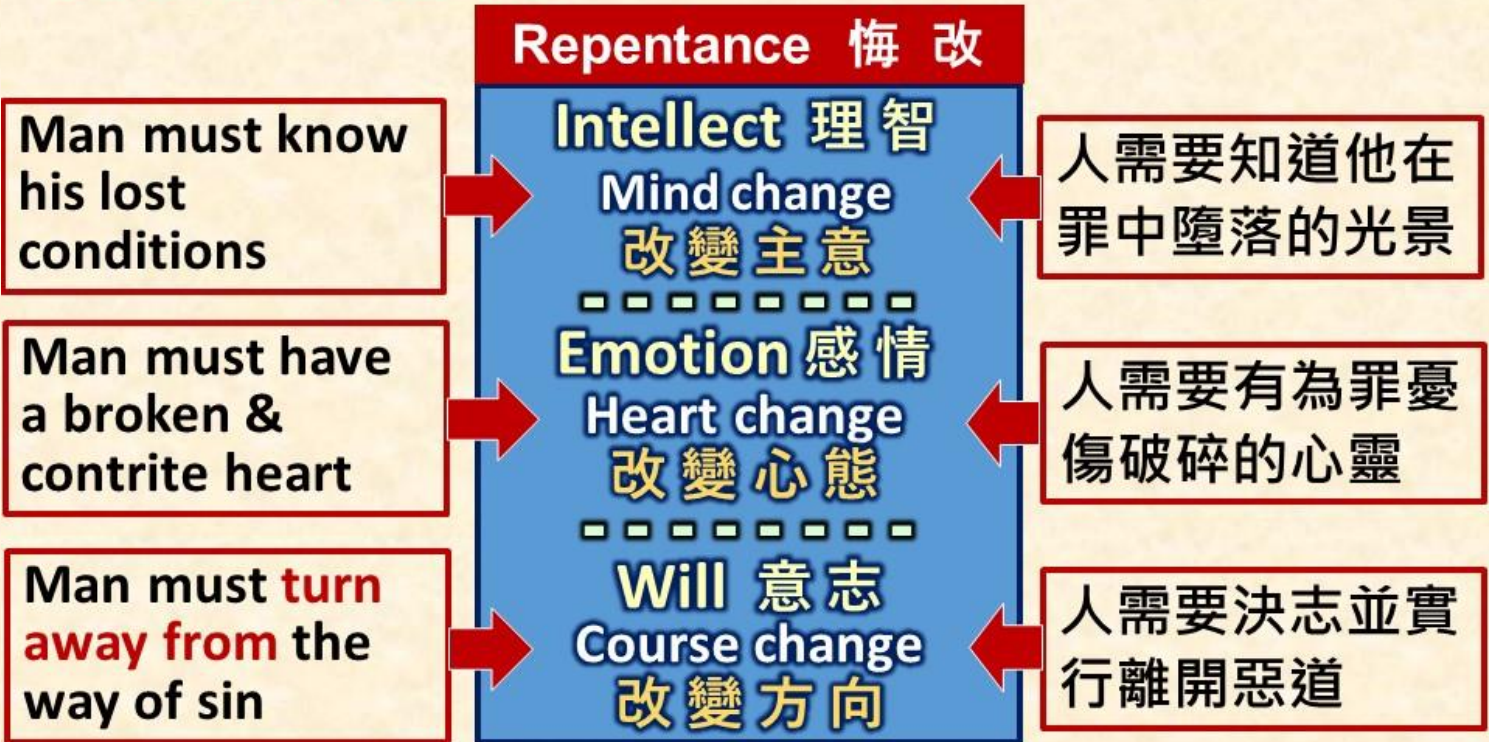 Repentance 悔 改
Man must know
his lost
conditions
Intellect 理 智
Mind change
改 變 主 意
人需要知道他在
罪中墮落的光景
Man must have
a broken &
contrite heart
Emotion 感 情
Heart change
改 變 心 態
人需要有為罪憂
傷破碎的心靈
Man must turn
away from the
way of sin
Will 意 志
Course change
改 變 方 向
人需要決志並實
行離開惡道